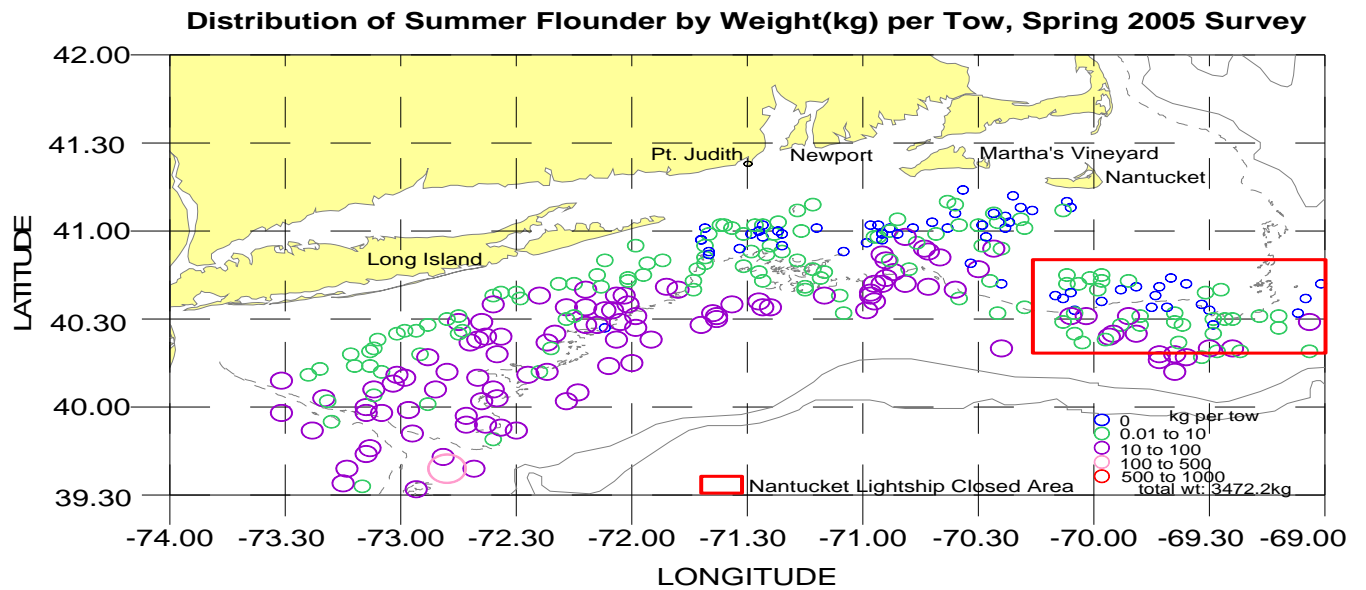 Distribution of Summer Flounder by Weight(kg) per Tow, Spring 2005 Survey
42.00
41.30
41.00
40.30
40.00
39.30
LATITUDE
Pt. Judith
Newport
Martha's Vineyard
Nantucket
Long Island
kg per tow
0
0.01 to 10
10 to 100
100 to 500
500 to 1000
total wt: 3472.2kg
Nantucket Lightship Closed Area
-74.00 -73.30 -73.00 -72.30 -72.00 -71.30 -71.00 -70.30 -70.00 -69.30 -69.00
LONGITUDE